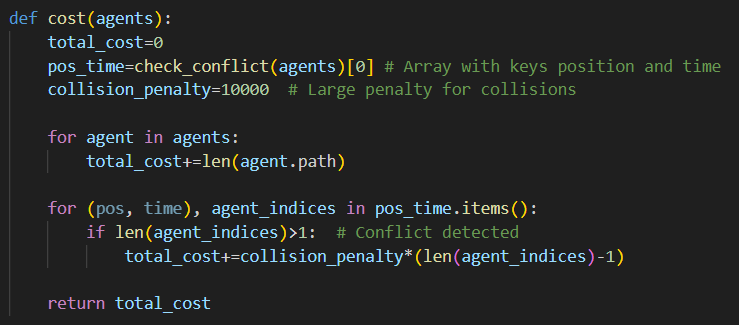 def cost(agents):
    total_cost=0
    pos_time=check_conflict(agents)[0] # Array with keys position and time
    collision_penalty=10000  # Large penalty for collisions

    for agent in agents:
        total_cost+=len(agent.path)

    for (pos, time), agent_indices in pos_time.items():
        if len(agent_indices)>1:  # Conflict detected
            total_cost+=collision_penalty*(len(agent_indices)-1)

    return total_cost